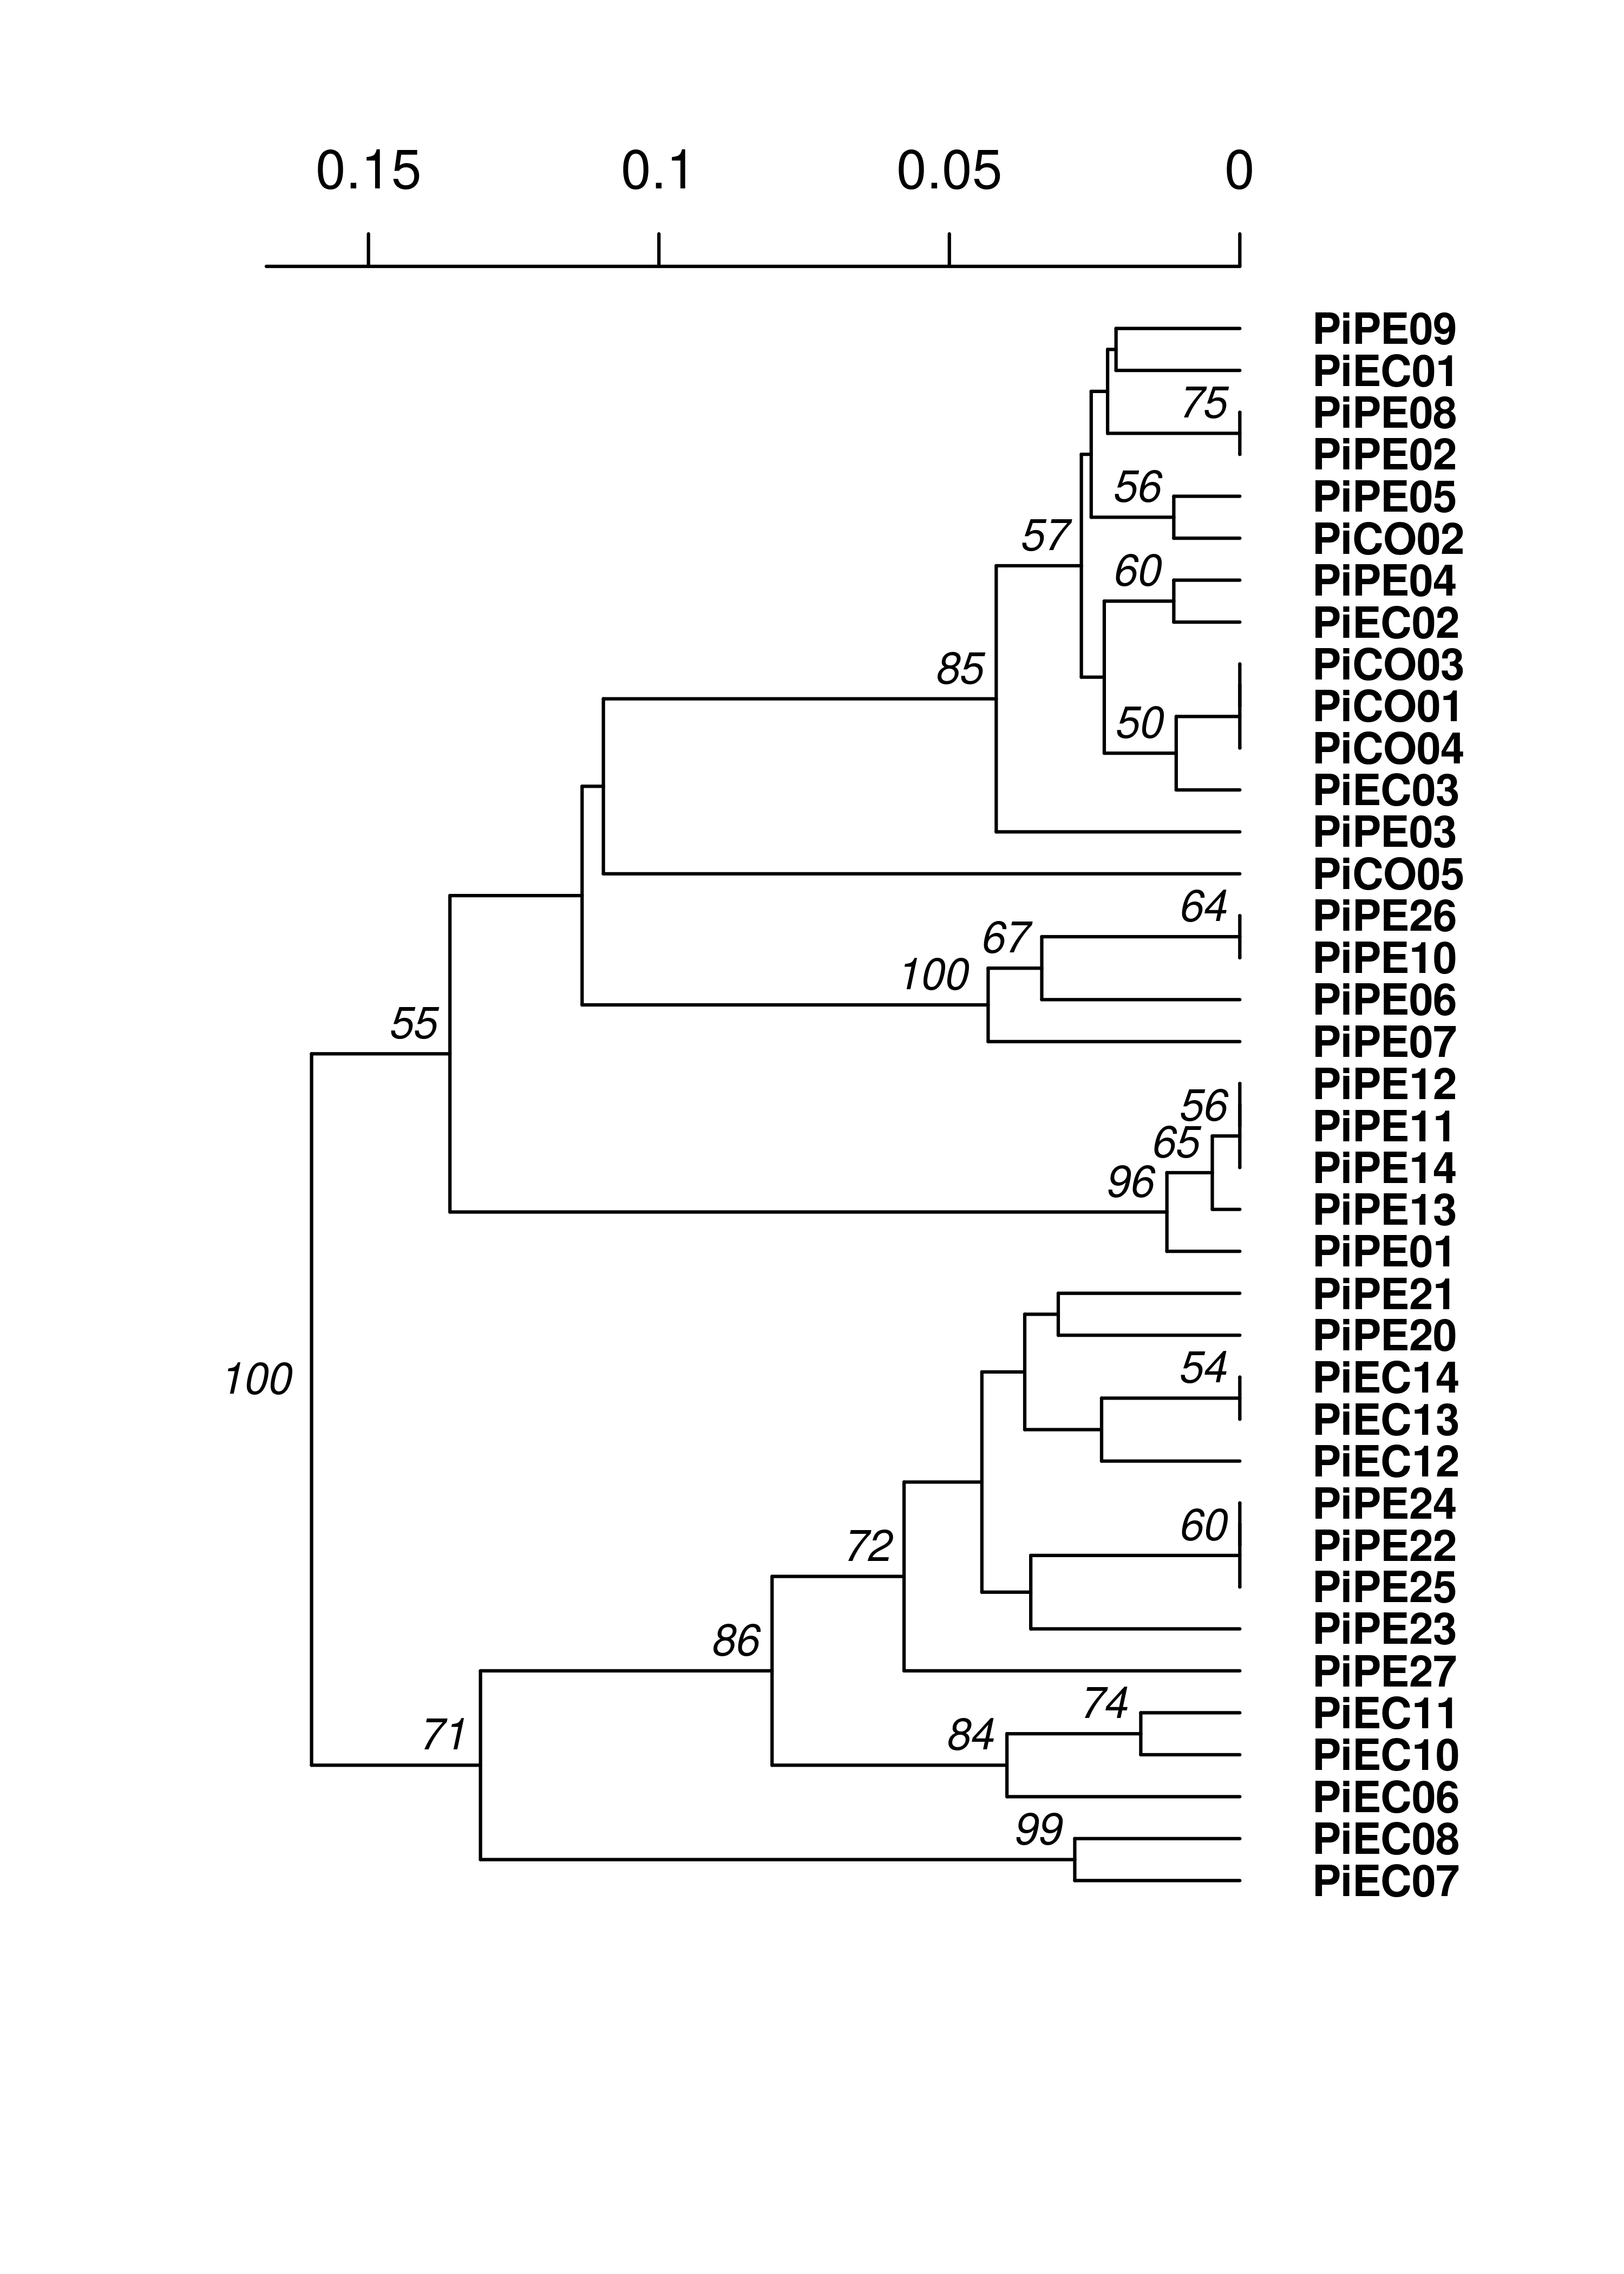 0.15 0.1 0.05 0
PiPE09
PiEC01
75 PiPE08
PiPE02
56 PiPE05
57 PiCO02
60 PiPE04
PiEC02
85 PiCO03
50 PiCO01
PiCO04
PiEC03
PiPE03
PiCO05
64 PiPE26
67 PiPE10
100 PiPE06
55 PiPE07
PiPE12
56 PiPE11
65 PiPE14
96 PiPE13
PiPE01
PiPE21
PiPE20
100 54 PiEC14
PiEC13
PiEC12
PiPE24
60 PiPE22
72 PiPE25
86 PiPE23
PiPE27
74 PiEC11
71 84 PiEC10
PiEC06
99 PiEC08
PiEC07